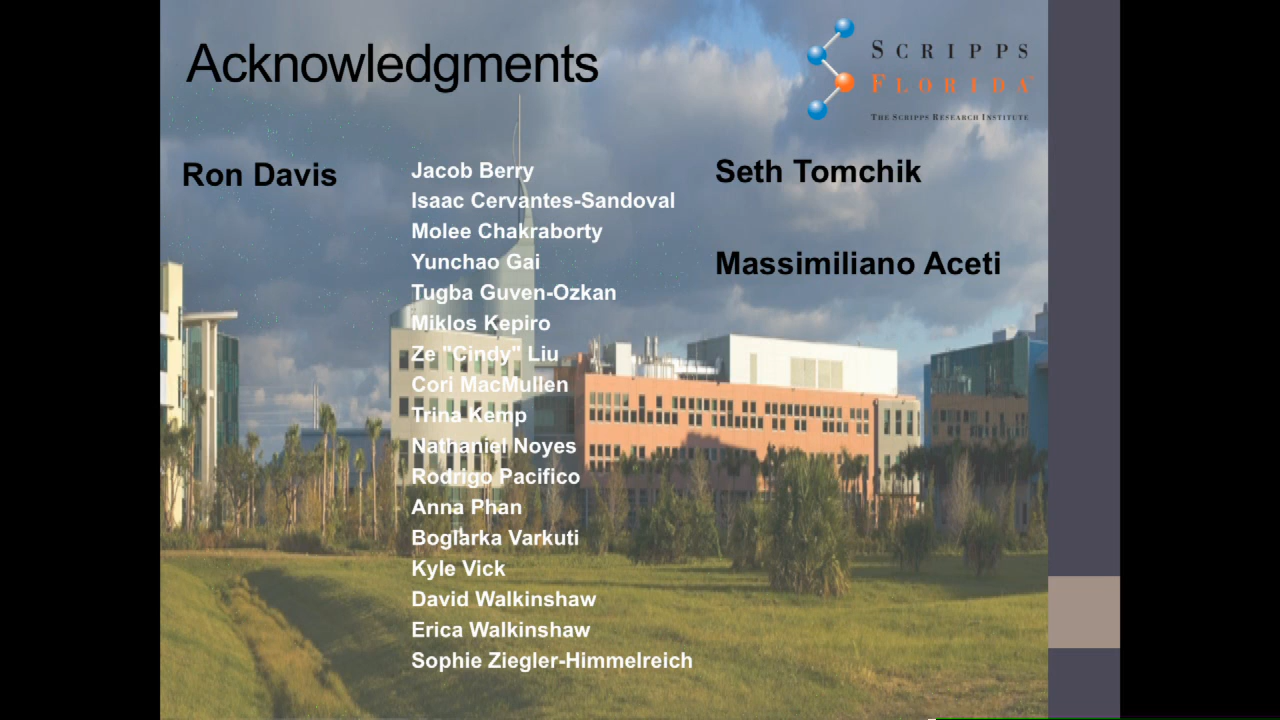 Acknowledgments
SCRIPPS
FLORIDA
THE SCRIPPS RESEARCH INSTITUTE
Ron Davis
Jacob Berry
Isaac Cervantes-Sandoval
Molee Chakraborty
Yunchao Gai
Tugba Guven-Ozkan
Miklos Kepiro
Ze "Cindy" Liu
Cori MacMullen
Trina Kemp
Nathaniel Noyes
Rodrigo Pacifico
Anna Phan
Boglarka Varkuti
Kyle Vick
David Walkinshaw
Erica Walkinshaw
Sophie Ziegler-Himmelreich
Seth Tomchik
Massimiliano Aceti